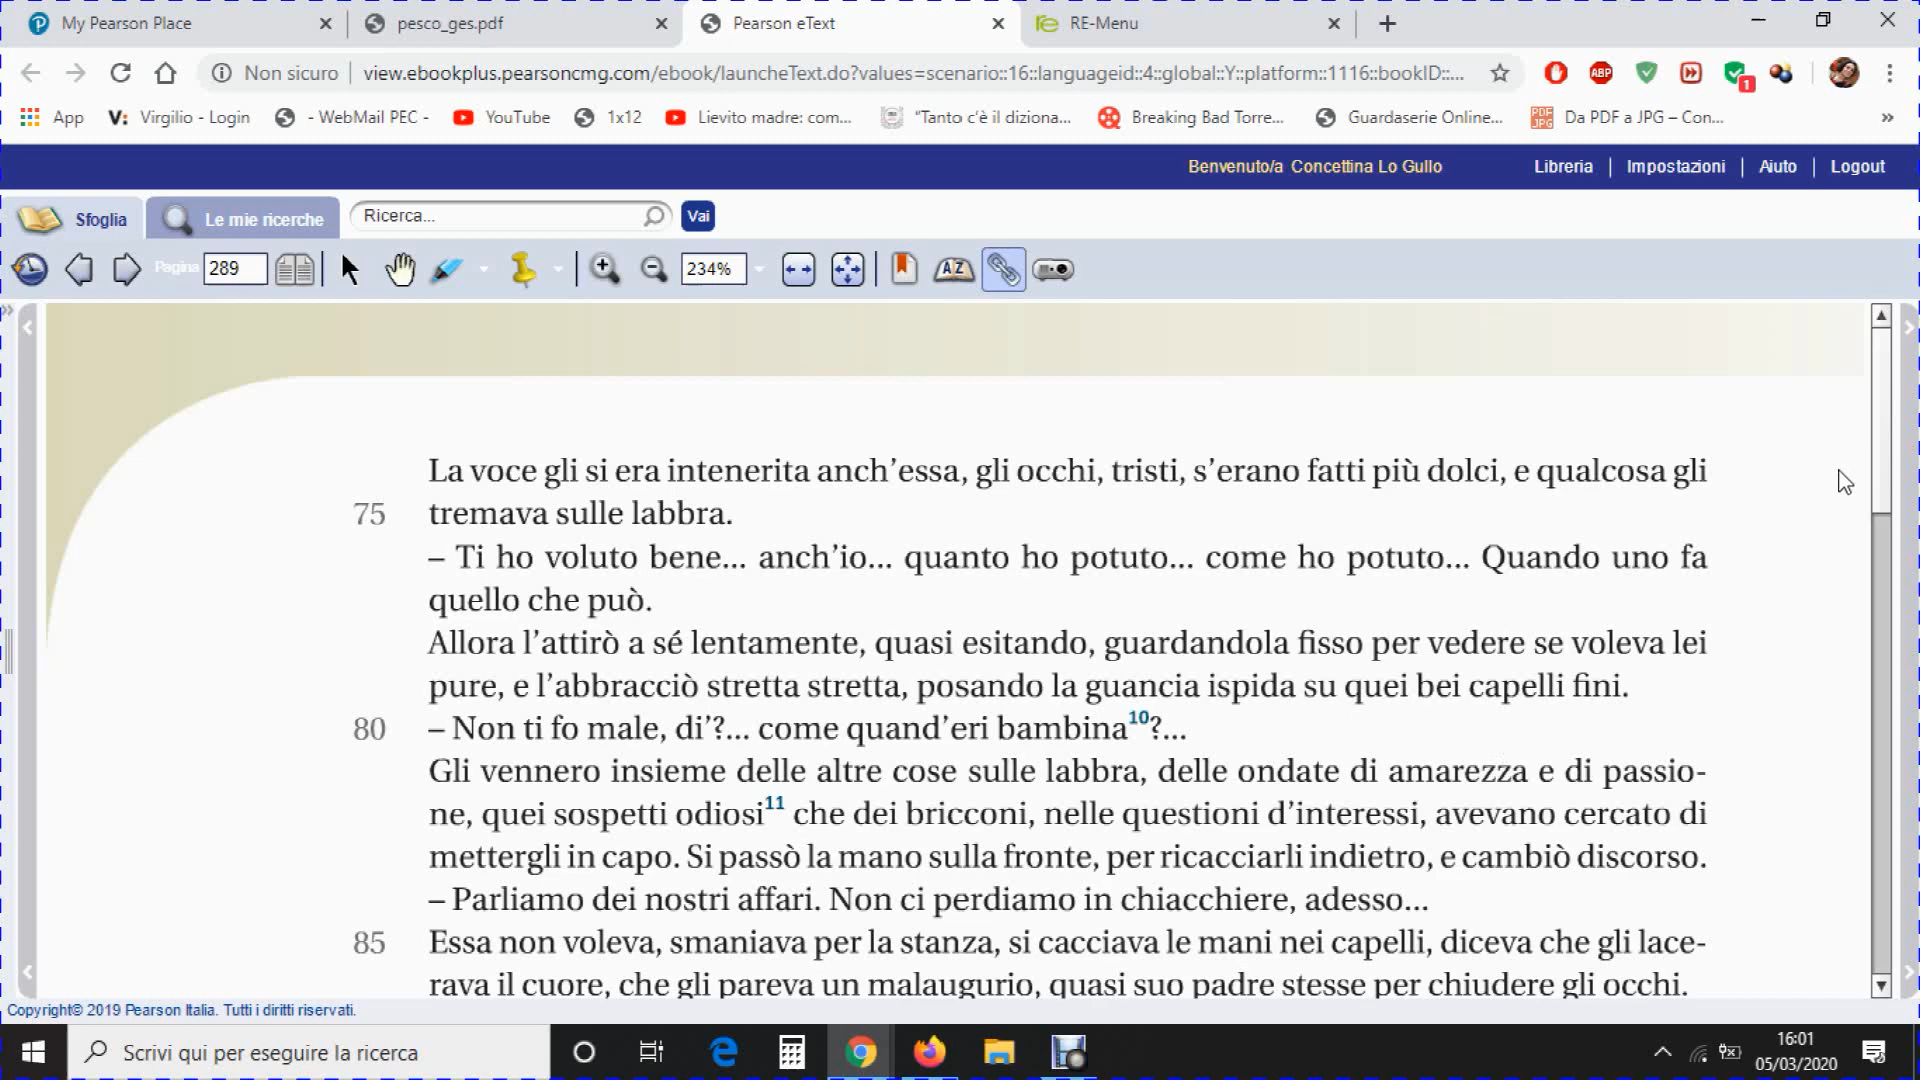 My Pearson Place
pesco_ges.pdf
Pearson eText
RE-Menu
Non sicuro
view.ebookplus.pearsoncmg.com/ebook/launcheText.do?values=scenario::16::languageid::4::global::Y::platform::1116::bookID::...
ABP
1
App
Virgilio - Login
- WebMail PEC -
YouTube
1x12
Lievito madre: com...
"Tanto c'è il diziona...
Breaking Bad Torre...
Guardaserie Online...
PDF JPG
Da PDF a JPG – Con...
»
Benvenuto/a Concettina Lo Gullo
Libreria | Impostazioni | Aiuto | Logout
Sfoglia
Le mie ricerche
Ricerca...
Vai
Pagina 289
234%
AZ
La voce gli si era intenerita anch’essa, gli occhi, tristi, s’erano fatti più dolci, e qualcosa gli
75 tremava sulle labbra.
– Ti ho voluto bene... anch’io... quanto ho potuto... come ho potuto... Quando uno fa
quello che può.
Allora l’attirò a sé lentamente, quasi esitando, guardandola fisso per vedere se voleva lei
pure, e l’abbracciò stretta stretta, posando la guancia ispida su quei bei capelli fini.
80 – Non ti fo male, di’?... come quand’eri bambina10?...
Gli vennero insieme delle altre cose sulle labbra, delle ondate di amarezza e di passio-
ne, quei sospetti odiosi11 che dei bricconi, nelle questioni d’interessi, avevano cercato di
mettergli in capo. Si passò la mano sulla fronte, per ricacciarli indietro, e cambiò discorso.
– Parliamo dei nostri affari. Non ci perdiamo in chiacchiere, adesso...
85 Essa non voleva, smaniava per la stanza, si cacciava le mani nei capelli, diceva che gli lace-
rava il cuore, che gli pareva un malaugurio, quasi suo padre stesse per chiudere gli occhi.
Copyright© 2019 Pearson Italia. Tutti i diritti riservati.
Scrivi qui per eseguire la ricerca
16:01
05/03/2020